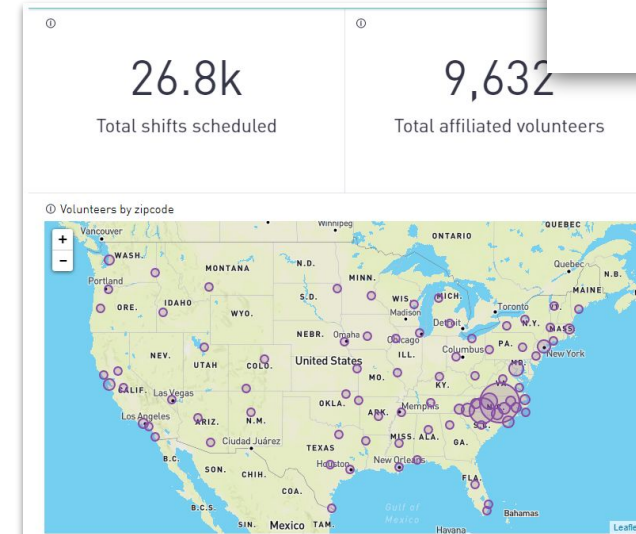 26.8k
Total shifts scheduled
9,632
Total affiliated volunteers
Volunteers by zipcode
+
-
Vancouver
Winnipeg
ONTARIO
QUEBEC
WASH.
MONTANA
N.D.
MINN.
Quebec
N.B.
Portland
MAINE
ORE.
IDAHO
S.D.
WIS.
MICH.
Toronto
WYO.
Madison
Detroit
N.Y.
MASS
NEBR.
Omaha
Chicago
PA.
New York
NEV.
UTAH
COLO.
United States
ILL.
Columbus
CALIF.
Las Vegas
MO.
KY.
VA.
Los Angeles
ARIZ.
N.M.
OKLA.
ARK.
Memphis
Ciudad Juárez
MISS.
ALA.
GA.
B.C.
SON.
CHIH.
TEXAS
Houston
New Orleans
FLA.
COA.
Gulf of
Mexico
Bahamas
B.C.S.
SIN.
Mexico
TAM.
Havana